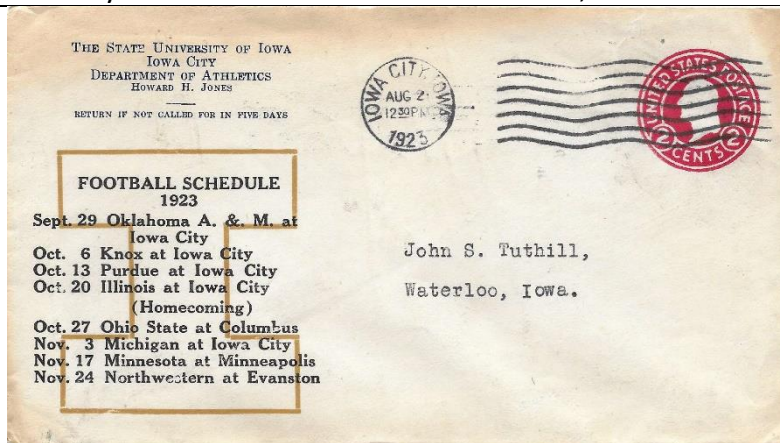 THE STATE UNIVERSITY OF IOWA
IOWA CITY
DEPARTMENT OF ATHLETICS
HOWARD H. JONES
RETURN IF NOT CALLED FOR IN FIVE DAYS
IOWA CITY, IOWA
AUG 2
12 30 PM
1923
UNITED STATES POSTAGE
2 CENTS 2
FOOTBALL SCHEDULE
1923
Sept. 29 Oklahoma A. &. M. at
Iowa City
Oct. 6 Knox at Iowa City
Oct. 13 Purdue at Iowa City
Oct. 20 Illinois at Iowa City
(Homecoming)
Oct. 27 Ohio State at Columbus
Nov. 3 Michigan at Iowa City
Nov. 17 Minnesota at Minneapolis
Nov. 24 Northwestern at Evanston
John S. Tuthill,
Waterloo, Iowa.